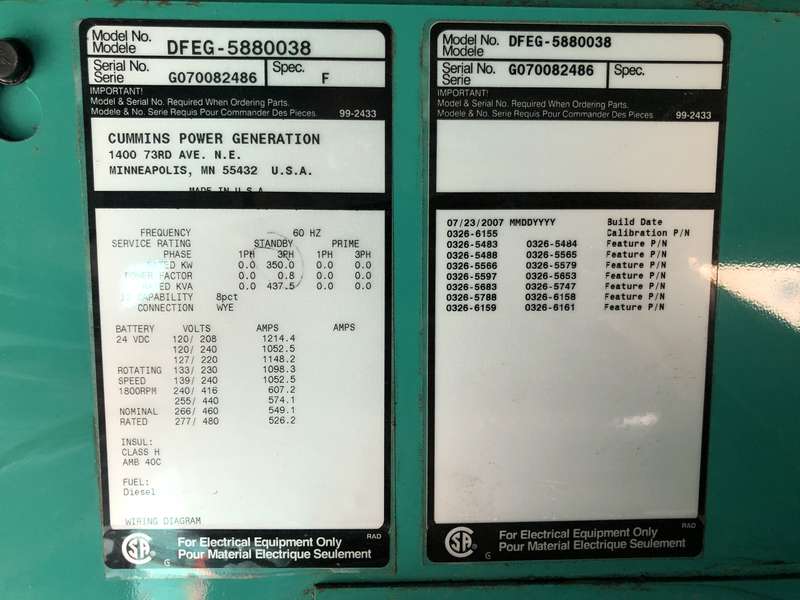 Model No. DFEG-5880038
Modele
Serial No. G070082486 Spec. F
Serie
IMPORTANT!
Model & Serial No. Required When Ordering Parts.
Modele & No. Serie Requis Pour Commander Des Pieces. 99-2433
CUMMINS POWER GENERATION
1400 73RD AVE. N.E.
MINNEAPOLIS, MN 55432 U.S.A.
MADE IN U.S.A.
FREQUENCY 60 HZ
SERVICE RATING STANDBY PRIME
PHASE 1PH 3PH 1PH 3PH
RATED KW 0.0 350.0 0.0 0.0
POWER FACTOR 0.0 0.8 0.0 0.0
RATED KVA 0.0 437.5 0.0 0.0
CAPABILITY 8pct
CONNECTION WYE
BATTERY VOLTS AMPS AMPS
24 VDC 120/ 208 1214.4
120/ 240 1052.5
127/ 220 1148.2
ROTATING 133/ 230 1098.3
SPEED 139/ 240 1052.5
1800RPM 240/ 416 607.2
255/ 440 574.1
NOMINAL 266/ 460 549.1
RATED 277/ 480 526.2
INSUL:
CLASS H
AMB 40C
FUEL:
Diesel
WIRING DIAGRAM
RAD
SA
G
For Electrical Equipment Only
Pour Material Electrique Seulement
Model No. DFEG-5880038
Modele
Serial No. G070082486 Spec.
Serie
IMPORTANT!
Model & Serial No. Required When Ordering Parts.
Modele & No. Serie Requis Pour Commander Des Pieces. 99-2433
07/23/2007 MMDDYYYY Build Date
0326-6155 Calibration P/N
0326-5483 0326-5484 Feature P/N
0326-5488 0326-5565 Feature P/N
0326-5566 0326-5579 Feature P/N
0326-5597 0326-5653 Feature P/N
0326-5683 0326-5747 Feature P/N
0326-5788 0326-6158 Feature P/N
0326-6159 0326-6161 Feature P/N
RAD
SA
G
For Electrical Equipment Only
Pour Material Electrique Seulement